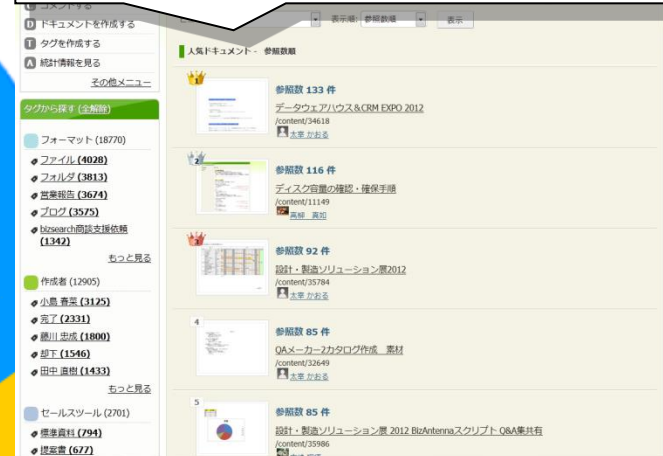 コメントする
ドキュメントを作成する
タグを作成する
統計情報を見る
その他メニュー
タグから探す (全解除)
フォーマット (18770)
ファイル (4028)
フォルダ (3813)
営業報告 (3674)
ブログ (3575)
bizsearch商談支援依頼
(1342)
もっと見る
作成者 (12905)
小島 春菜 (3125)
完了 (2331)
藤川 忠成 (1800)
却下 (1546)
田中 直樹 (1433)
もっと見る
セールスツール (2701)
標準資料 (794)
提案書 (677)
表示順: 参照数順 表示
人気ドキュメント - 参照数順
1
参照数 133 件
データウェアハウス&CRM EXPO 2012
/content/34618
太宰 かおる
2
参照数 116 件
ディスク容量の確認・確保手順
/content/11149
高柳 真如
3
参照数 92 件
設計・製造ソリューション展2012
/content/35784
太宰 かおる
4
参照数 85 件
QAメーカー2カタログ作成 素材
/content/32649
太宰 かおる
5
参照数 85 件
設計・製造ソリューション展 2012 BizAntennaスクリプト Q&A集共有
/content/35986